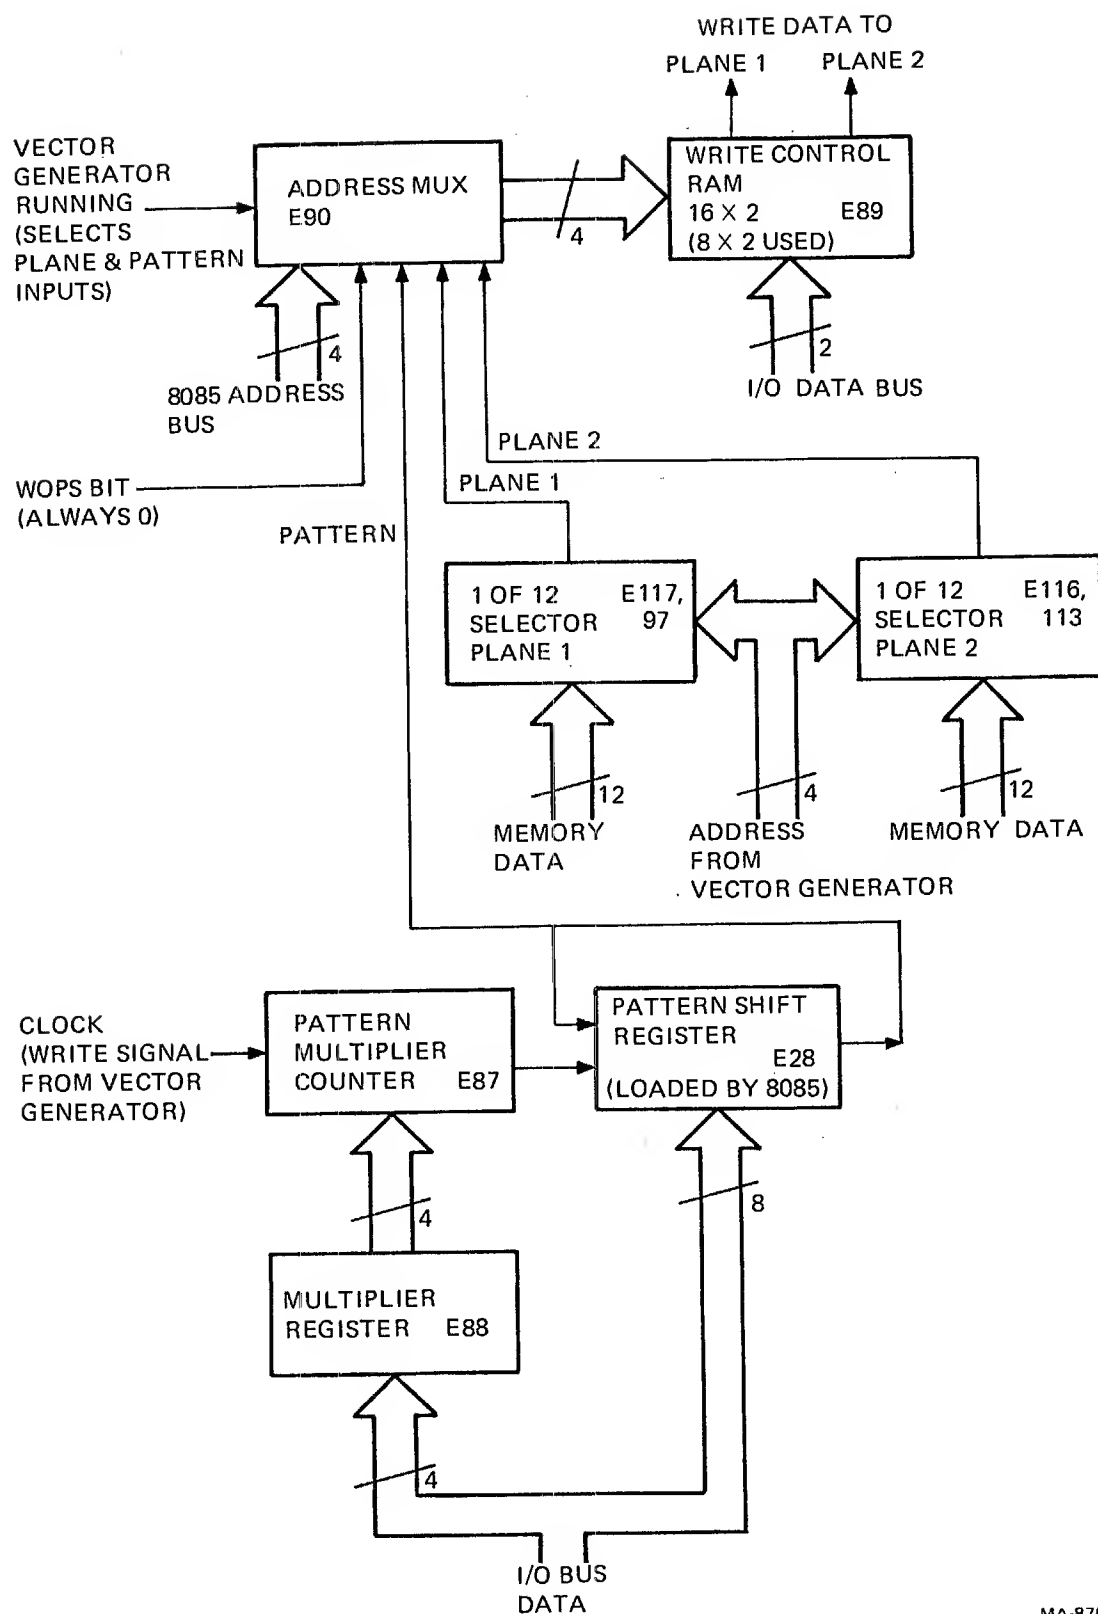 WRITE DATA TO
PLANE 1 PLANE 2
VECTOR
GENERATOR
RUNNING
(SELECTS
PLANE & PATTERN
INPUTS)
ADDRESS MUX
E90
4
WRITE CONTROL
RAM
16 X 2 E89
(8 X 2 USED)
4
8085 ADDRESS
BUS
2
I/O DATA BUS
WOPS BIT
(ALWAYS 0)
PLANE 2
PLANE 1
PATTERN
1 OF 12 E117,
SELECTOR 97
PLANE 1
1 OF 12 E116,
SELECTOR 113
PLANE 2
12
MEMORY
DATA
4
ADDRESS
FROM
VECTOR GENERATOR
12
MEMORY DATA
CLOCK
(WRITE SIGNAL
FROM VECTOR
GENERATOR)
PATTERN
MULTIPLIER
COUNTER E87
PATTERN SHIFT
REGISTER
E28
(LOADED BY 8085)
4
8
MULTIPLIER
REGISTER E88
4
I/O BUS
DATA